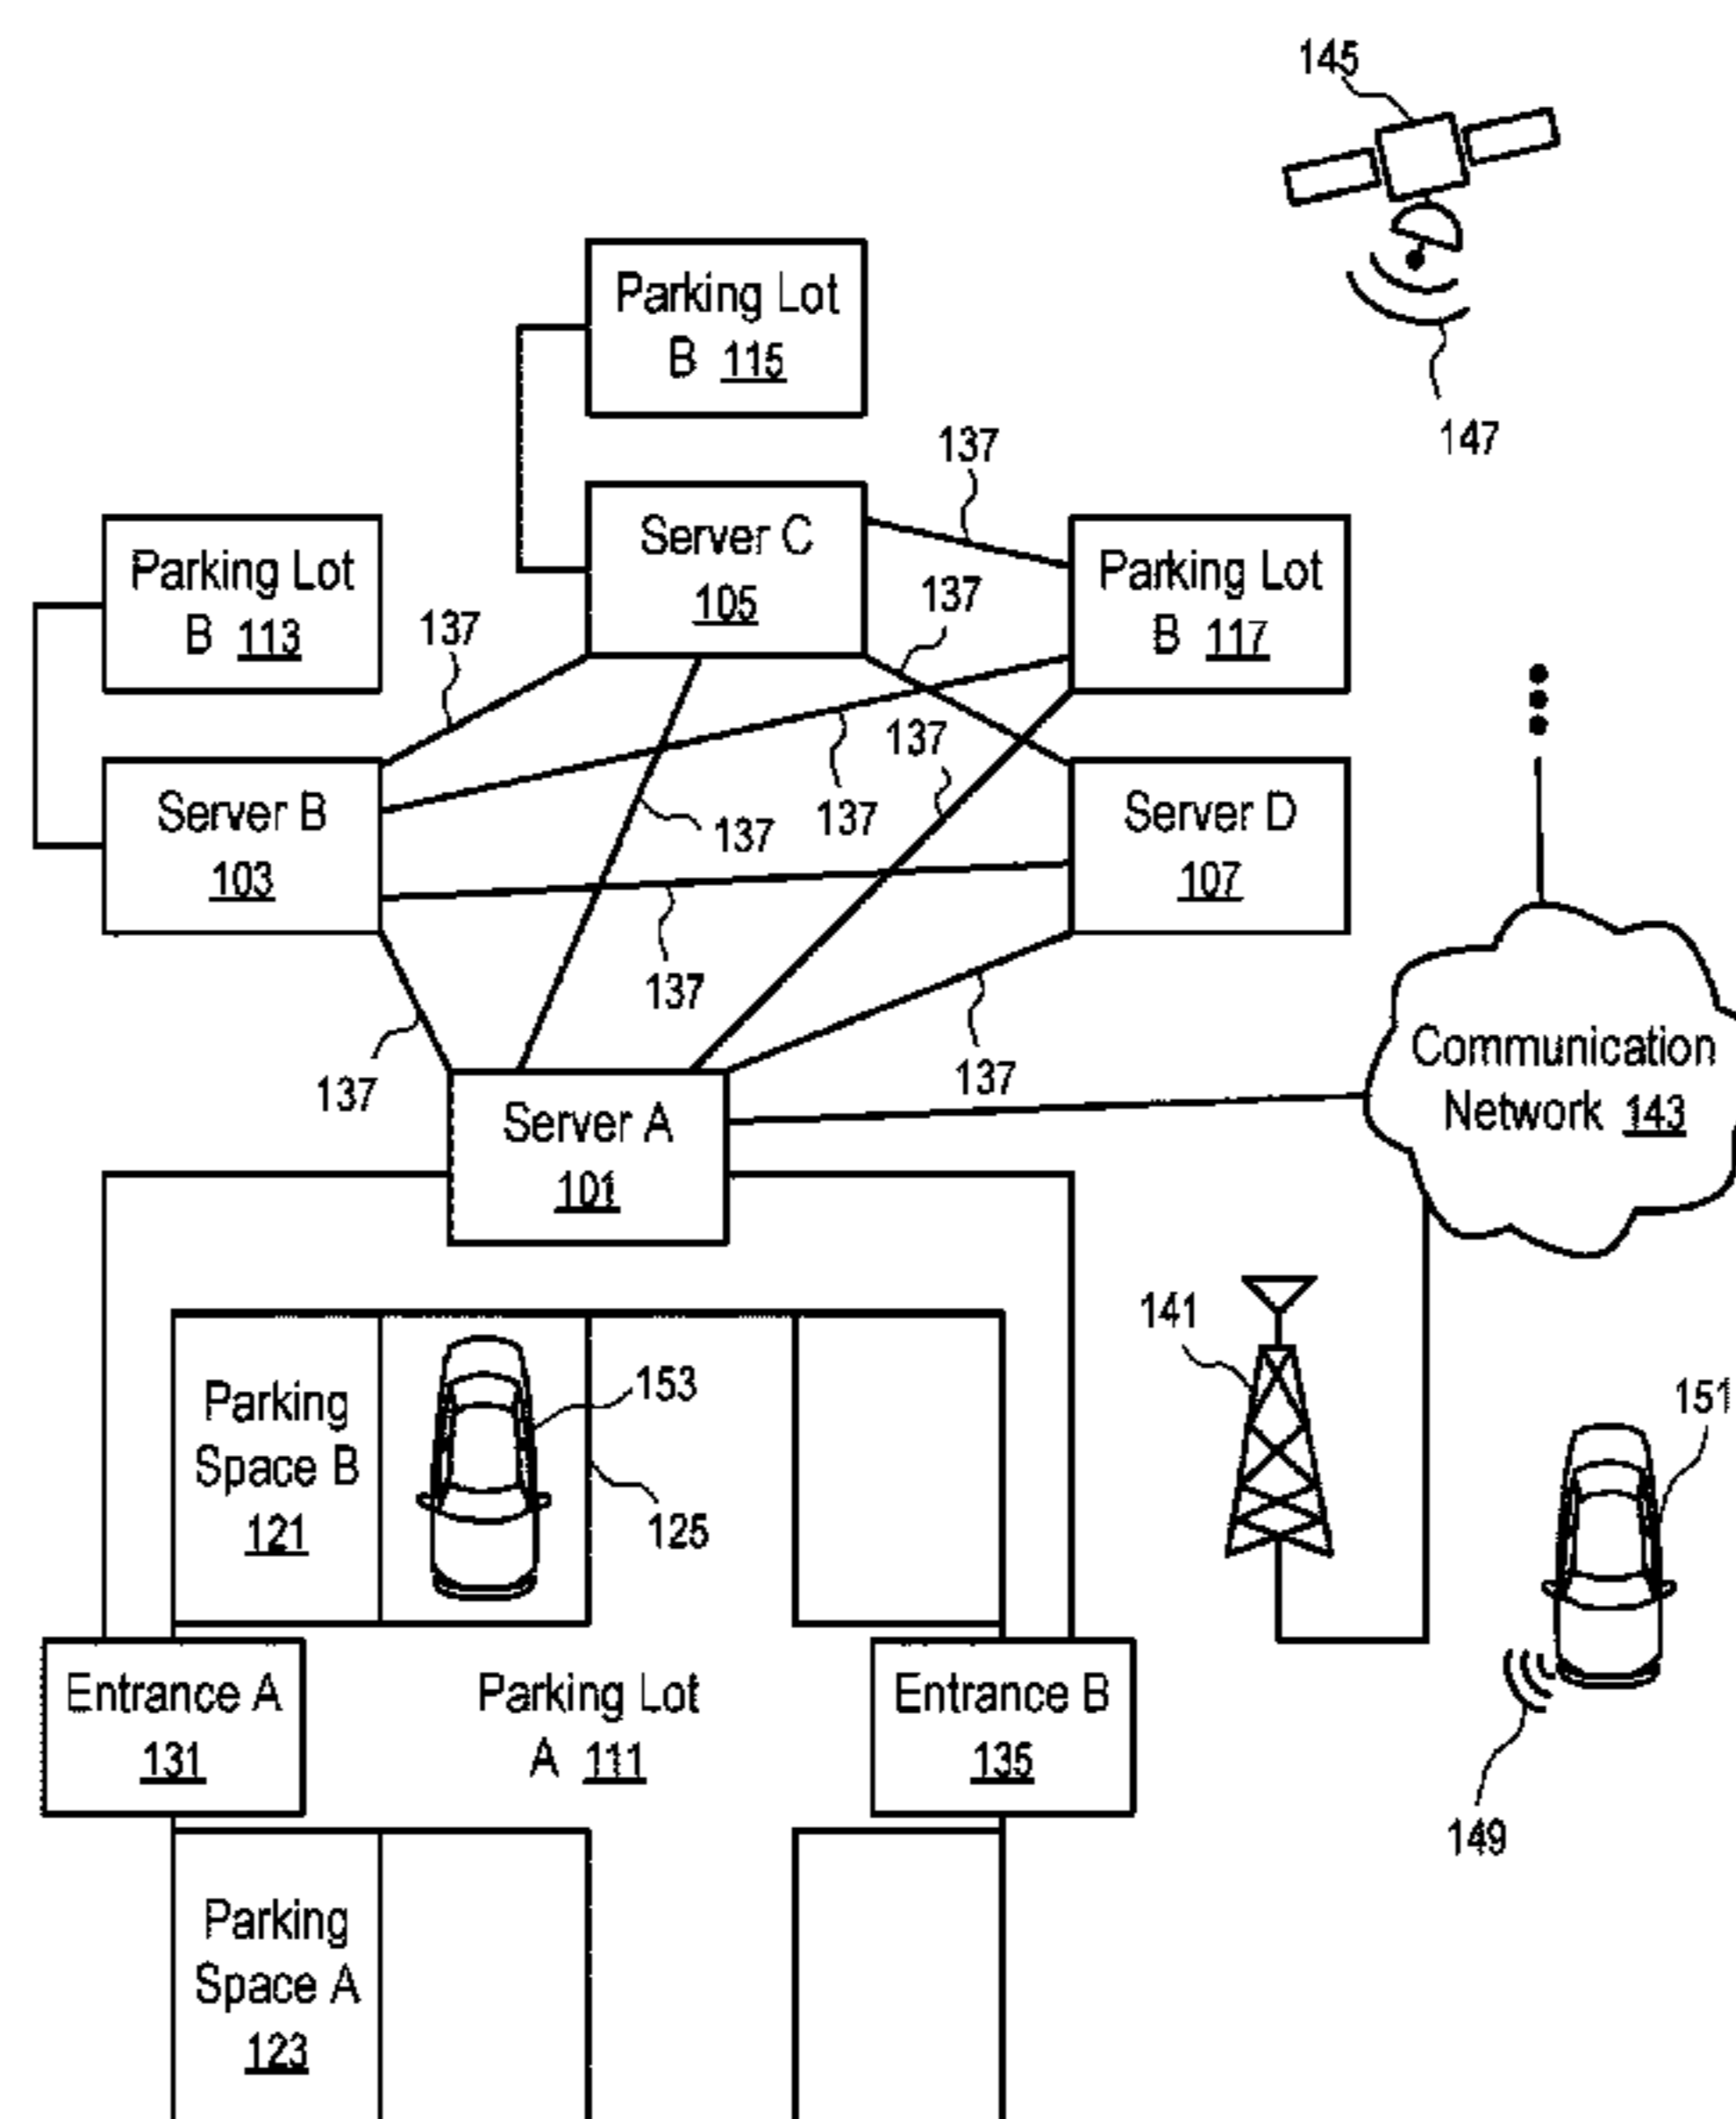 145
Parking Lot
B 115
147
137
Server C
105
Parking Lot
B 113
Parking Lot
B 117
137
137
137
Server B
103
137
137
Server D
107
137
137
Communication
Network 143
137
137
Server A
101
141
Parking
Space B
121
153
125
151
Entrance A
131
Parking Lot
A 111
Entrance B
135
149
Parking
Space A
123